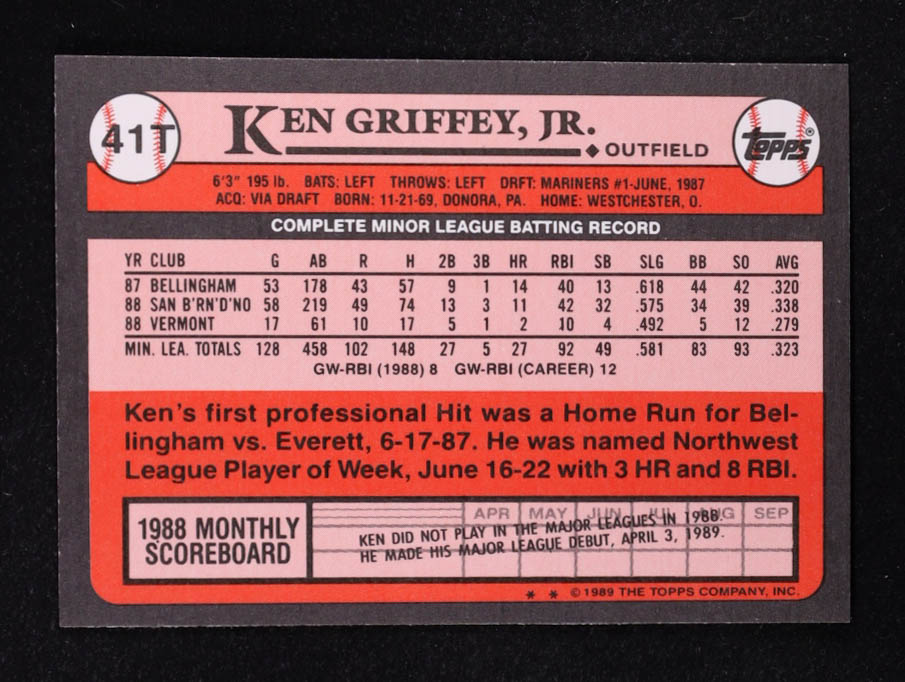 41T
KEN GRIFFEY, JR.
◆ OUTFIELD
Topps®
6'3" 195 lb. BATS: LEFT THROWS: LEFT DRFT: MARINERS #1-JUNE, 1987
ACQ: VIA DRAFT BORN: 11-21-69, DONORA, PA. HOME: WESTCHESTER, O.
COMPLETE MINOR LEAGUE BATTING RECORD
YR CLUB G AB R H 2B 3B HR RBI SB SLG BB SO AVG
87 BELLINGHAM 53 178 43 57 9 1 14 40 13 .618 44 42 .320
88 SAN B'RN'D'NO 58 219 49 74 13 3 11 42 32 .575 34 39 .338
88 VERMONT 17 61 10 17 5 1 2 10 4 .492 5 12 .279
MIN. LEA. TOTALS 128 458 102 148 27 5 27 92 49 .581 83 93 .323
GW-RBI (1988) 8 GW-RBI (CAREER) 12
Ken's first professional Hit was a Home Run for Bel-
lingham vs. Everett, 6-17-87. He was named Northwest
League Player of Week, June 16-22 with 3 HR and 8 RBI.
1988 MONTHLY
SCOREBOARD
APR MAY JUN JUL AUG SEP
KEN DID NOT PLAY IN THE MAJOR LEAGUES IN 1988.
HE MADE HIS MAJOR LEAGUE DEBUT, APRIL 3, 1989.
* * © 1989 THE TOPPS COMPANY, INC.